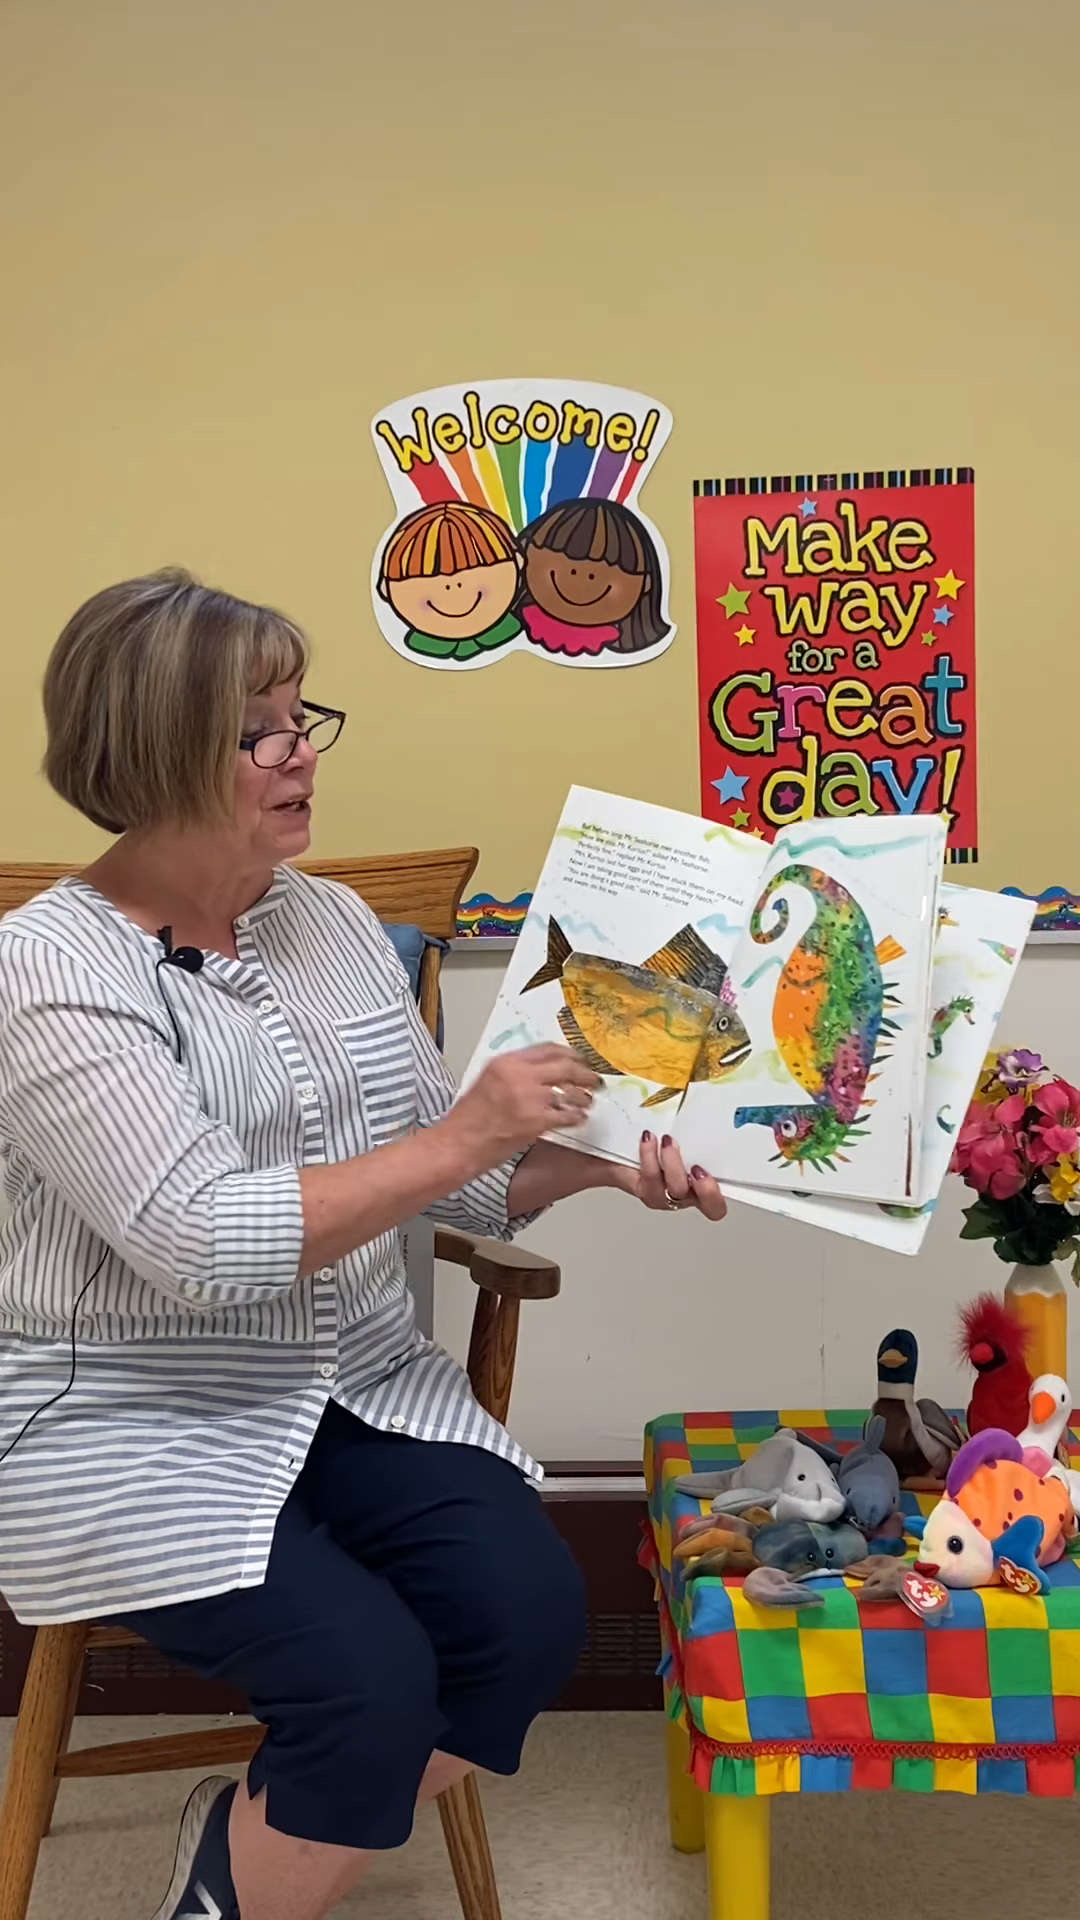 Welcome!
Make
way
for a
Great
day!
But before long, Mr. Seahorse met another fish.
"How are you, Mr. Kurtus?" asked Mr. Seahorse.
"Perfectly fine," replied Mr. Kurtus.
"Mrs. Kurtus laid her eggs and I have stuck them on my head.
Now I am taking good care of them until they hatch."
"You are doing a good job," said Mr. Seahorse
and swam on his way.
ty
ty